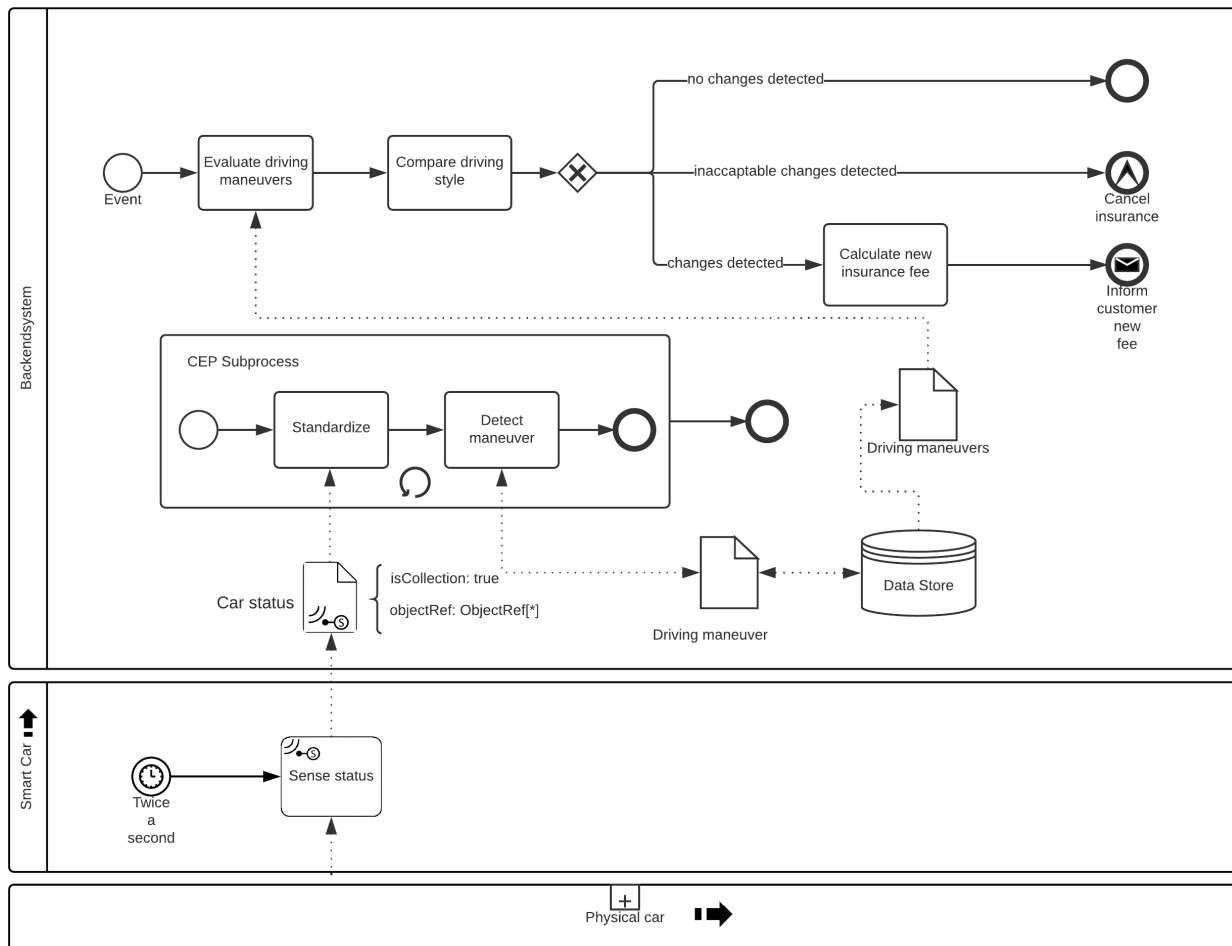 no changes detected
Evaluate driving
maneuvers
Compare driving
style
inaccaptable changes detected
Event
Cancel
insurance
changes detected
Calculate new
insurance fee
Inform
customer
new
fee
Backendsystem
CEP Subprocess
Standardize
Detect
maneuver
Driving maneuvers
Car status
S
isCollection: true
objectRef: ObjectRef[*]
Data Store
Driving maneuver
Smart Car
S
Sense status
Twice
a
second
Physical car